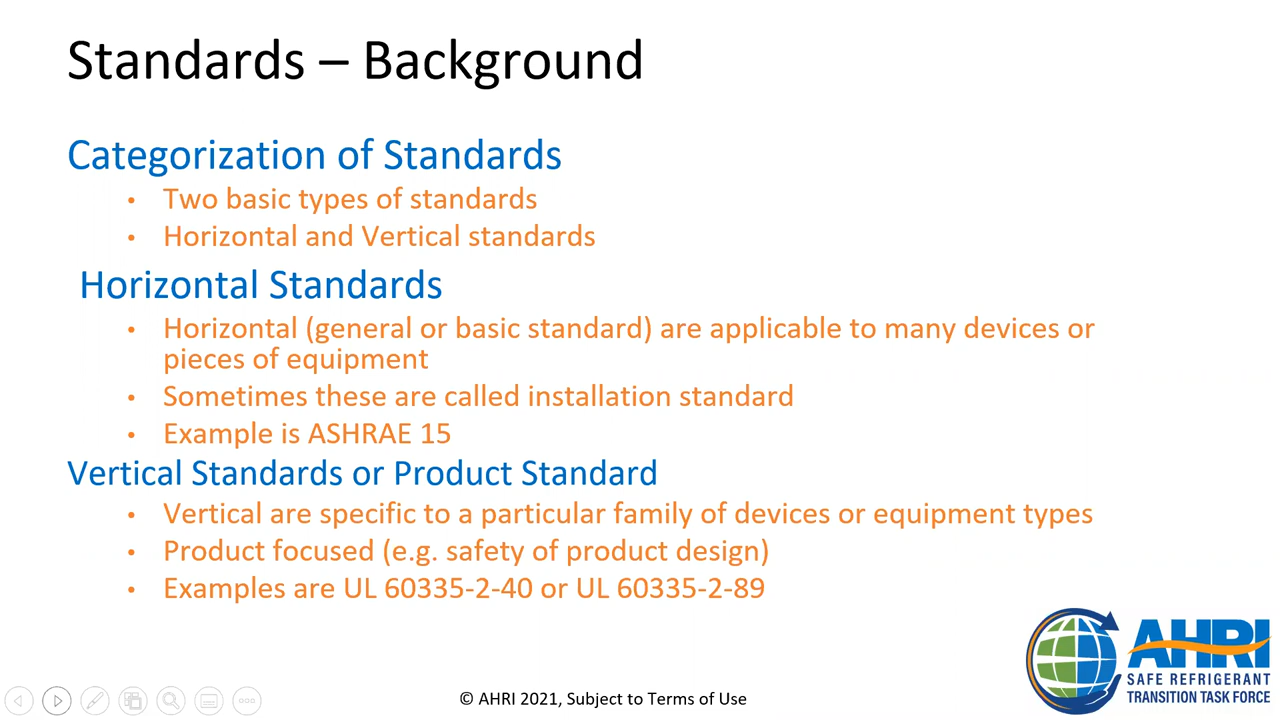 Standards – Background
Categorization of Standards
• Two basic types of standards
• Horizontal and Vertical standards
Horizontal Standards
• Horizontal (general or basic standard) are applicable to many devices or
pieces of equipment
• Sometimes these are called installation standard
• Example is ASHRAE 15
Vertical Standards or Product Standard
• Vertical are specific to a particular family of devices or equipment types
• Product focused (e.g. safety of product design)
• Examples are UL 60335-2-40 or UL 60335-2-89
© AHRI 2021, Subject to Terms of Use
AHRI
SAFE REFRIGERANT
TRANSITION TASK FORCE